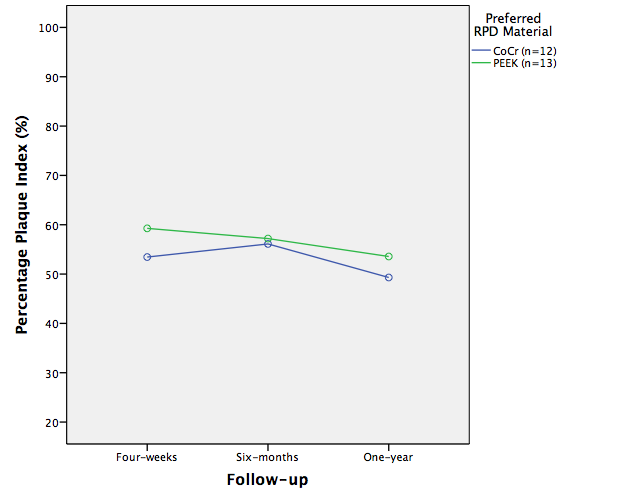 Preferred
RPD Material
CoCr (n=12)
PEEK (n=13)
Percentage Plaque Index (%)
100
90
80
70
60
50
40
30
20
Four-weeks Six-months One-year
Follow-up